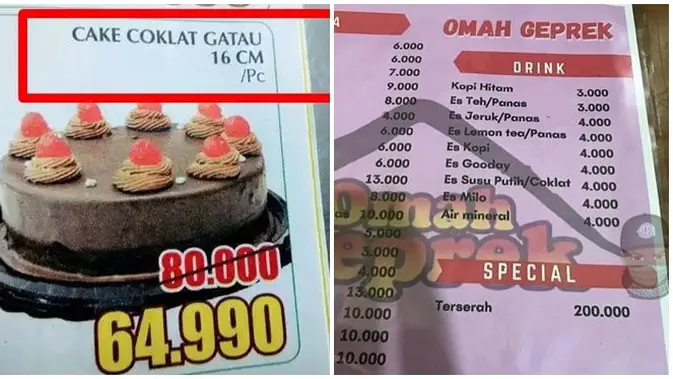 CAKE COKLAT GATAU
16 CM
/Pc
80.000
64.990
A
OMAH GEPREK
DRINK
6.000
6.000
7.000
9.000
8.000
4.000
6.000
6.000
6.000
13.000
8.000
10.000
5.000
3.000
4.000
13.000
10.000
10.000
10.000
Kopi Hitam 3.000
Es Teh/Panas 3.000
Es Jeruk/Panas 4.000
Es Lemon tea/Panas 4.000
Es Kopi 4.000
Es Gooday 4.000
Es Susu Putih/Coklat 4.000
Es Milo 4.000
Air mineral 4.000
Omah
Geprek
SPECIAL
Terserah 200.000